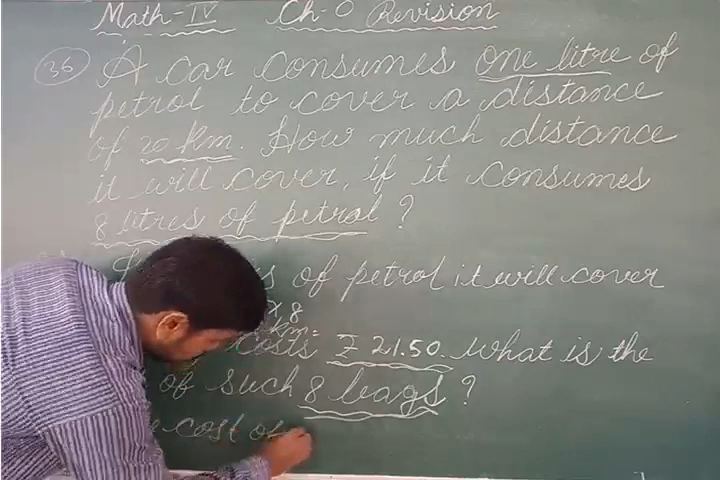 Math-IV Ch-0 Revision
36 A car consumes one litre of
petrol to cover a distance
of 20 km. How much distance
it will cover, if it consumes
8 litres of petrol ?
of petrol it will cover
× 8
km.
costs ₹ 21.50. What is the
of such 8 bags ?
cost of